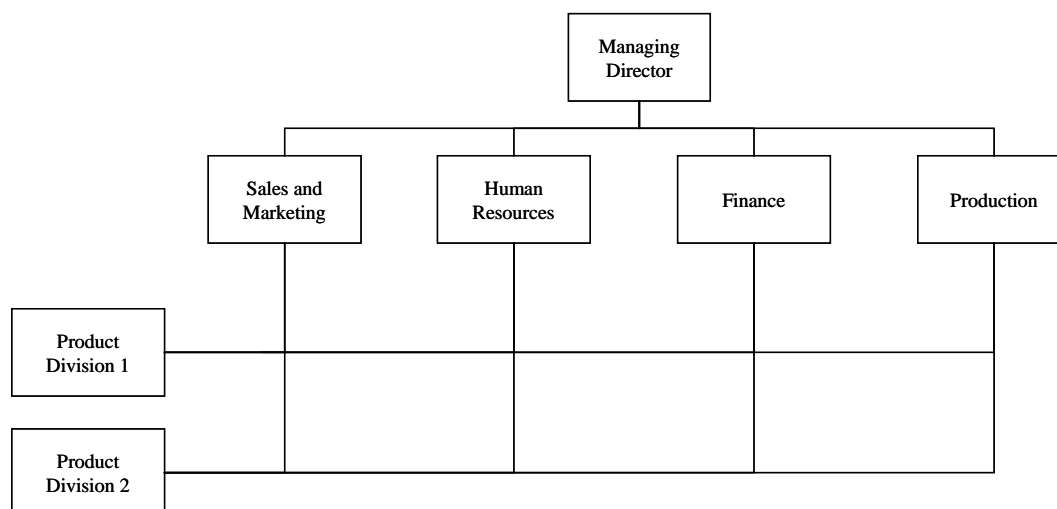 Managing
Director
Sales and
Marketing
Human
Resources
Finance
Production
Product
Division 1
Product
Division 2